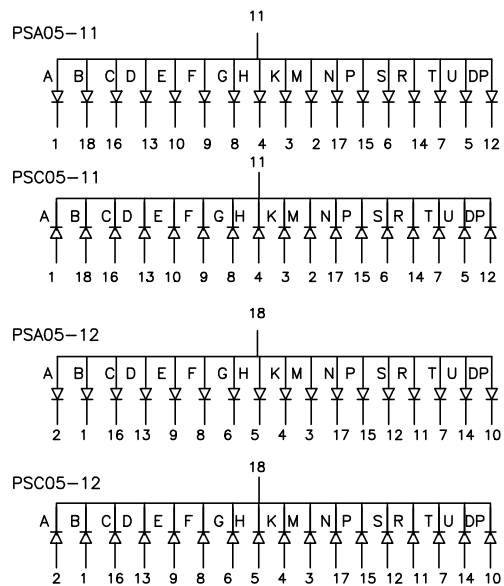 11
PSA05-11
A B C D E F G H K M N P S R T U DP
1 18 16 13 10 9 8 4 3 2 17 15 6 14 7 5 12
PSC05-11
11
A B C D E F G H K M N P S R T U DP
1 18 16 13 10 9 8 4 3 2 17 15 6 14 7 5 12
18
PSA05-12
A B C D E F G H K M N P S R T U DP
2 1 16 13 9 8 6 5 4 3 17 15 12 11 7 14 10
PSC05-12
18
A B C D E F G H K M N P S R T U DP
2 1 16 13 9 8 6 5 4 3 17 15 12 11 7 14 10